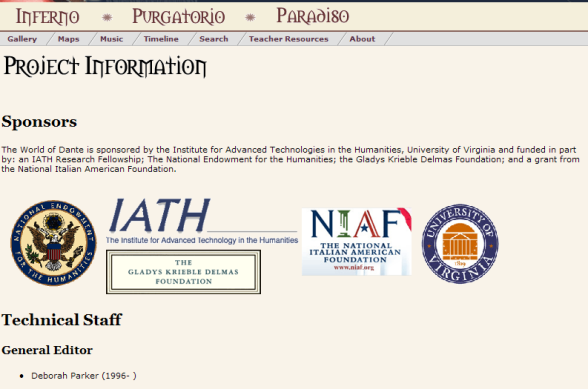 INFERNO * PURGATORIO * PARADISO
Gallery / Maps / Music / Timeline / Search / Teacher Resources / About /
PROJECT INFORMATION
Sponsors
The World of Dante is sponsored by the Institute for Advanced Technologies in the Humanities, University of Virginia and funded in part
by: an IATH Research Fellowship; The National Endowment for the Humanities; the Gladys Krieble Delmas Foundation; and a grant from
the National Italian American Foundation.
NATIONAL ENDOWMENT FOR THE HUMANITIES
IATH
The Institute for Advanced Technology in the Humanities
THE
GLADYS KRIEBLE DELMAS
FOUNDATION
NIAF
THE NATIONAL
ITALIAN AMERICAN
FOUNDATION
www.niaf.org
UNIVERSITY OF VIRGINIA
Technical Staff
General Editor
• Deborah Parker (1996- )